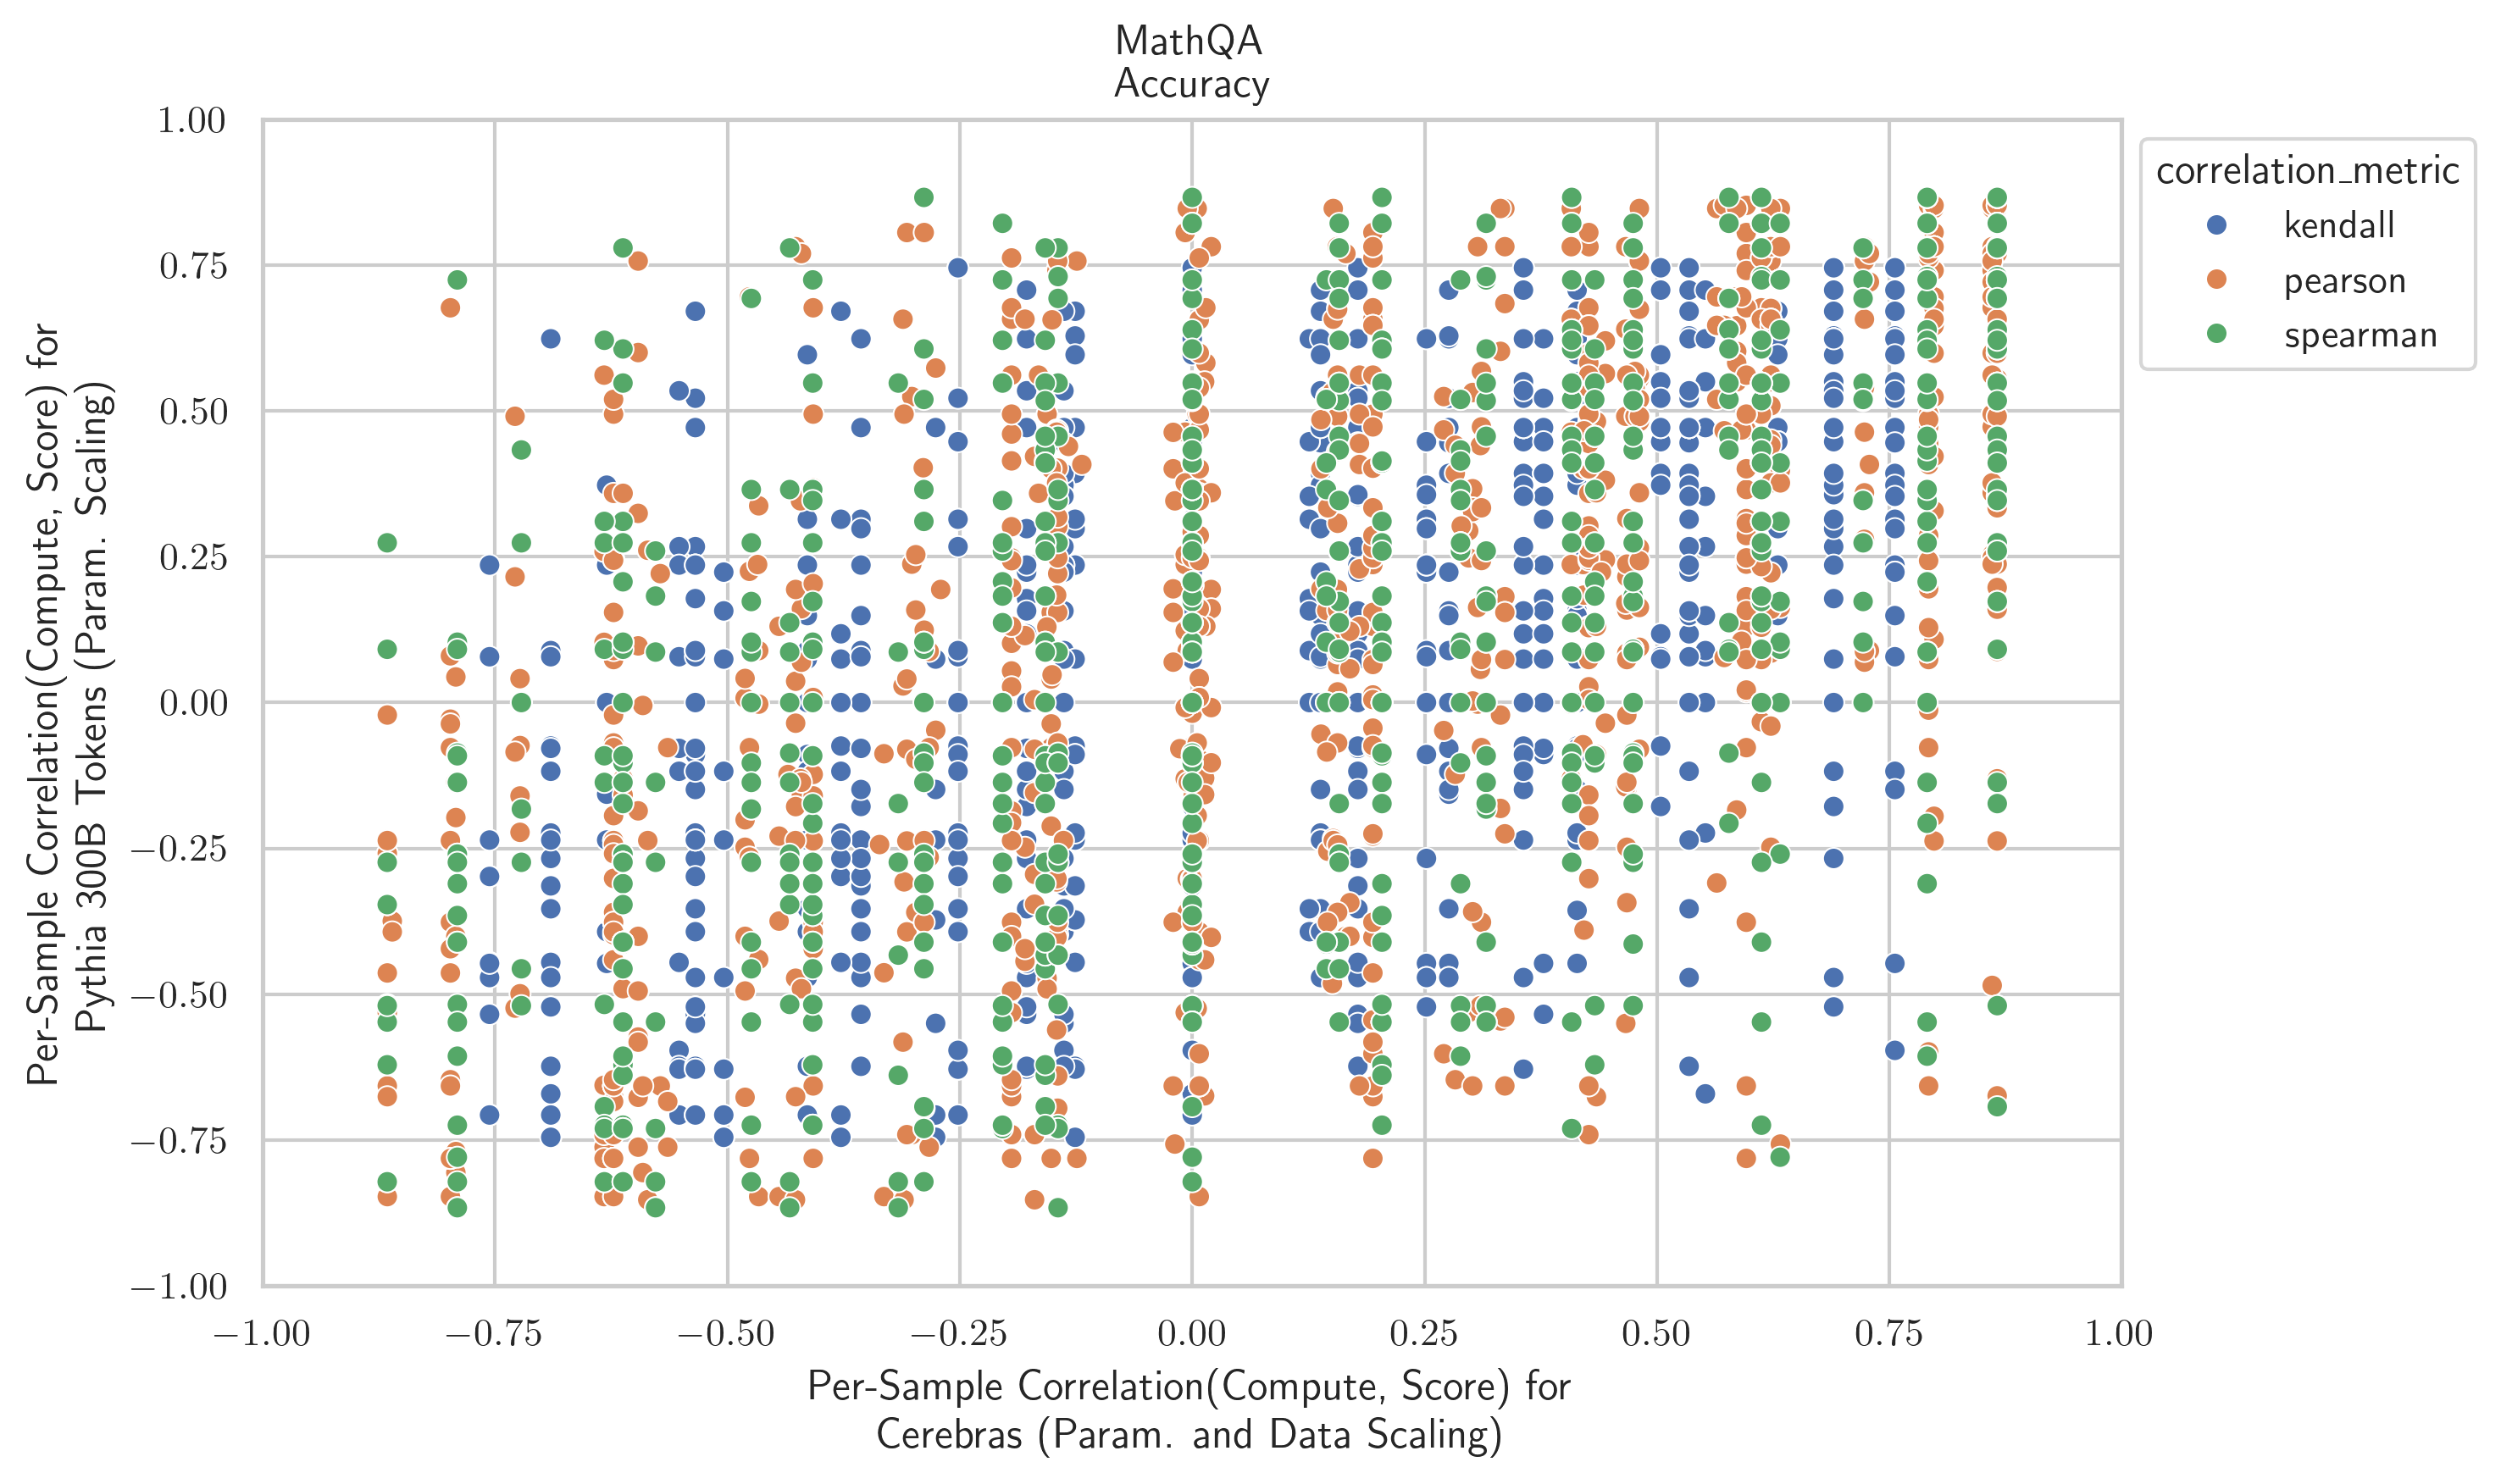 MathQA
Accuracy
1.00
0.75
0.50
0.25
0.00
−0.25
−0.50
−0.75
−1.00
Per-Sample Correlation(Compute, Score) for
Pythia 300B Tokens (Param. Scaling)
correlation_metric
kendall
pearson
spearman
−1.00
−0.75
−0.50
−0.25
0.00
0.25
0.50
0.75
1.00
Per-Sample Correlation(Compute, Score) for
Cerebras (Param. and Data Scaling)